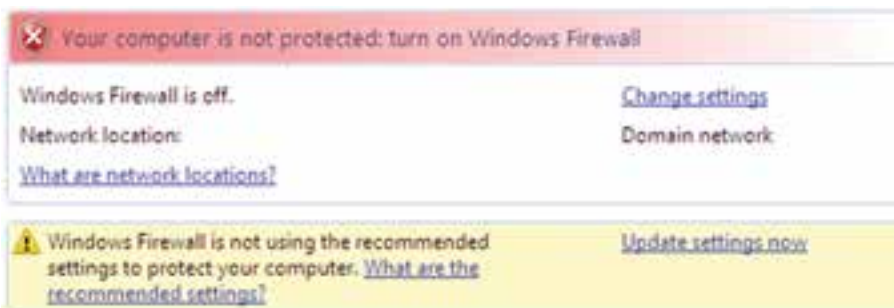 Your computer is not protected: turn on Windows Firewall
Windows Firewall is off. Change settings
Network location: Domain network
What are network locations?
Windows Firewall is not using the recommended Update settings now
settings to protect your computer. What are the
recommended settings?